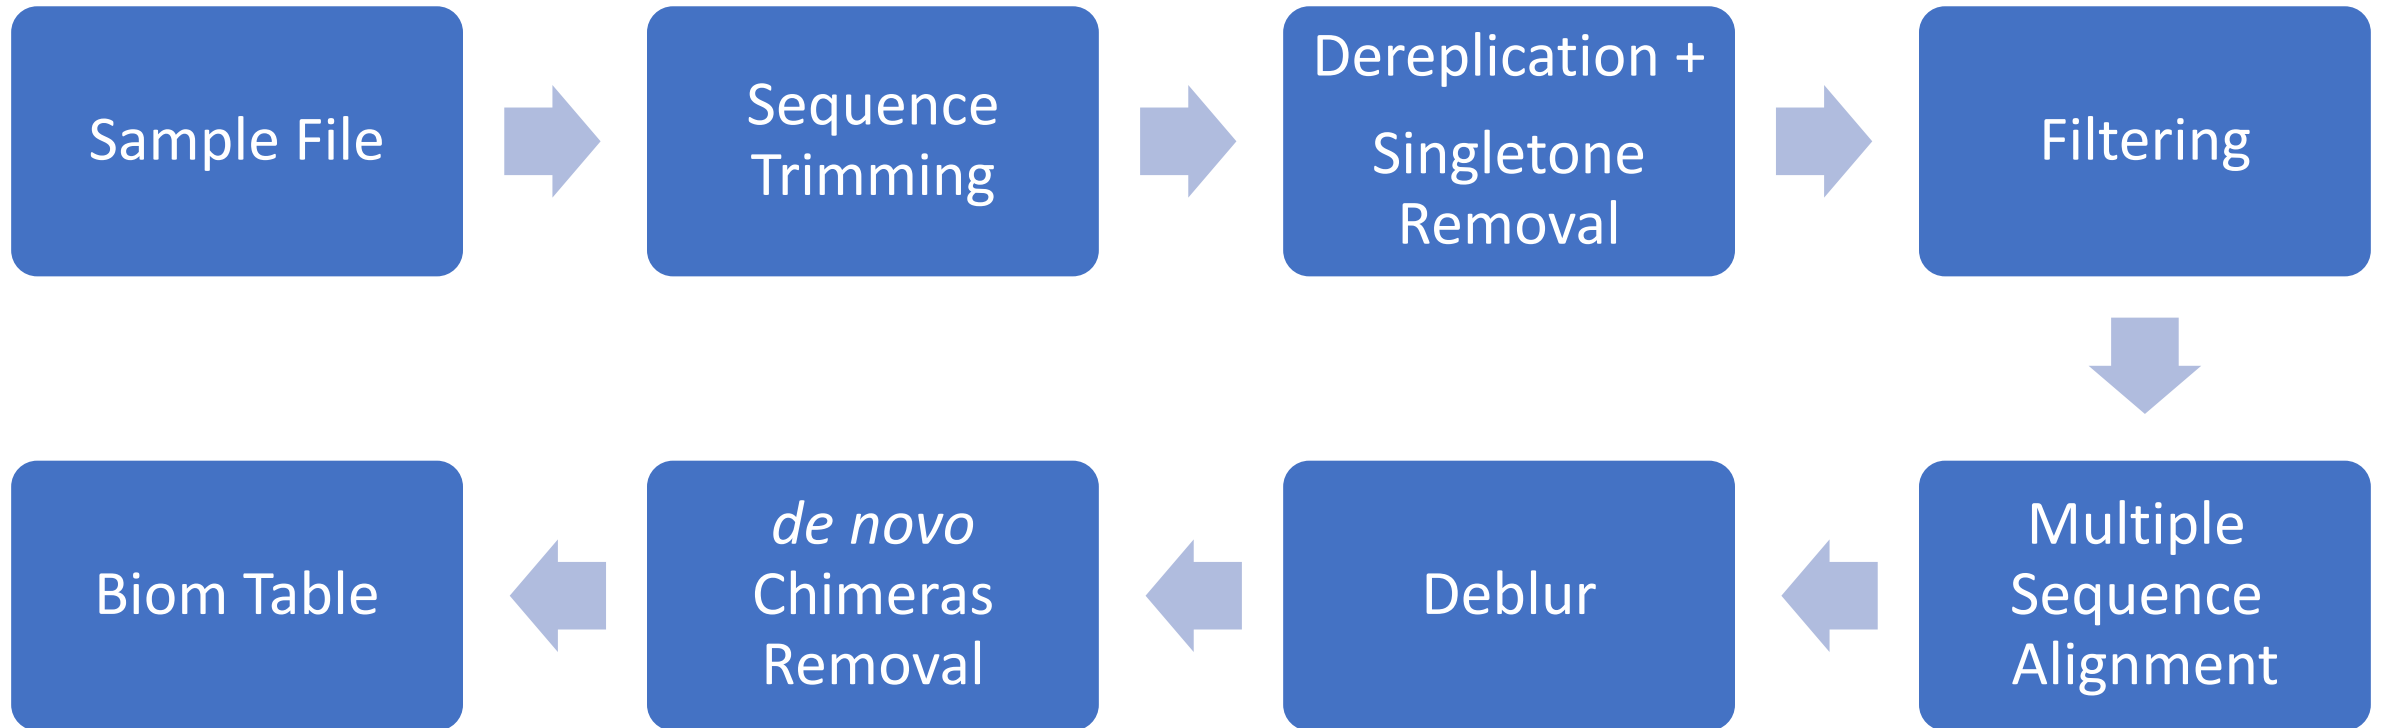 Sample File
Sequence
Trimming
Dereplication +
Singletone
Removal
Filtering
Multiple
Sequence
Alignment
Deblur
de novo
Chimeras
Removal
Biom Table